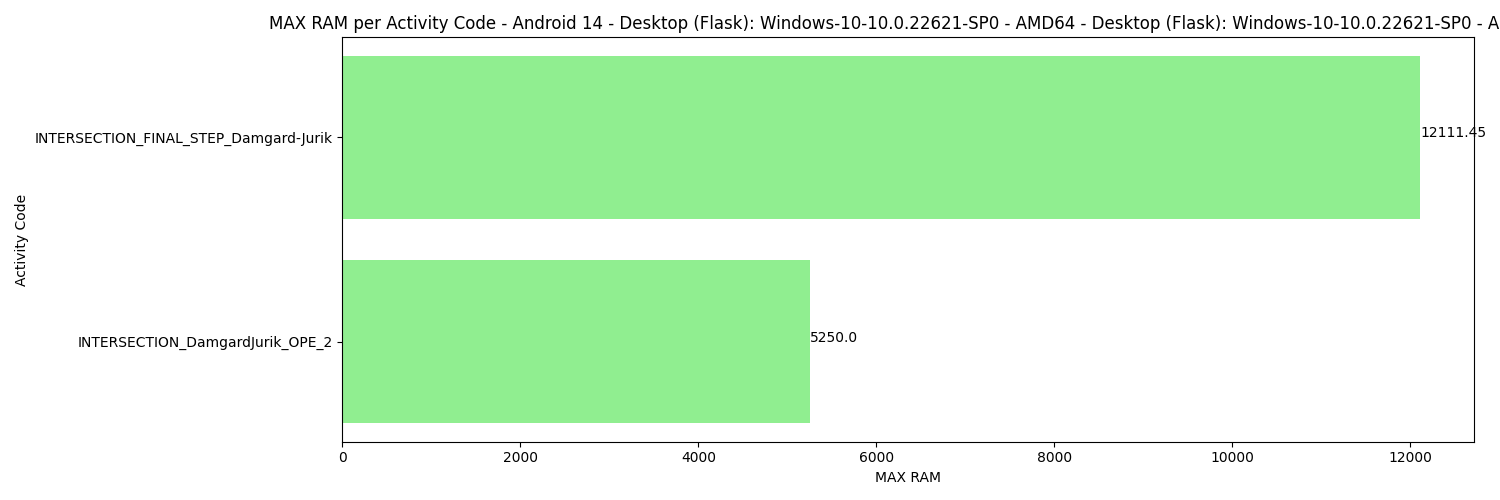 MAX RAM per Activity Code - Android 14 - Desktop (Flask): Windows-10-10.0.22621-SP0 - AMD64 - Desktop (Flask): Windows-10-10.0.22621-SP0 - A
INTERSECTION_FINAL_STEP_Damgard-Jurik
12111.45
Activity Code
INTERSECTION_DamgardJurik_OPE_2
5250.0
0
2000
4000
6000
8000
10000
12000
MAX RAM